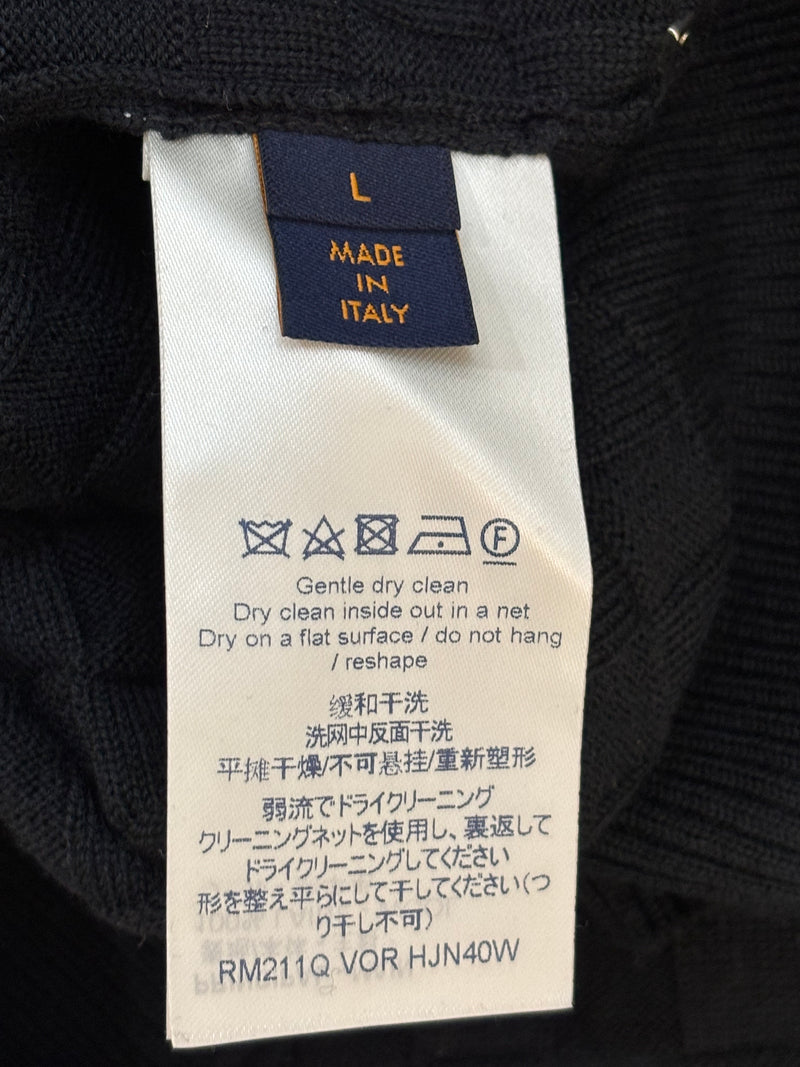 L
MADE
IN
ITALY
F
Gentle dry clean
Dry clean inside out in a net
Dry on a flat surface / do not hang
/ reshape
缓和干洗
洗网中反面干洗
平摊干燥/不可悬挂/重新塑形
弱流でドライクリーニング
クリーニングネットを使用し、裏返して
ドライクリーニングしてください
形を整え平らにして干してください(つ
り干し不可)
RM211Q VOR HJN40W